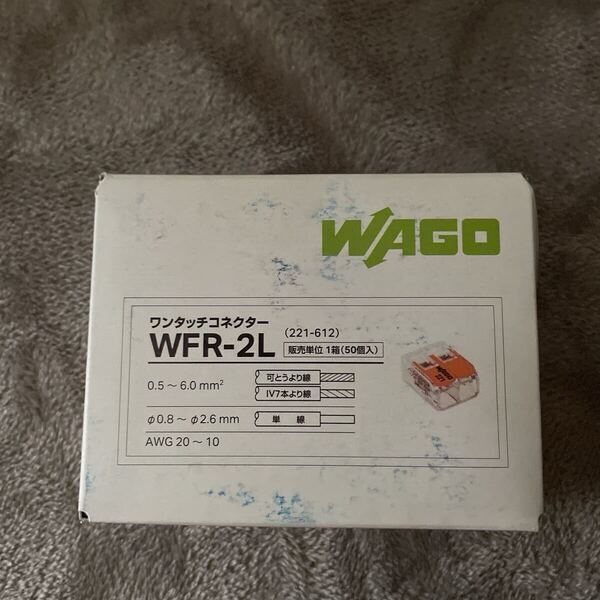 WAGO
ワンタッチコネクター
WFR-2L (221-612) 販売単位 1箱(50個入)
0.5～6.0 mm² 可とうより線
IV7本より線
φ0.8～φ2.6 mm 単線
AWG 20～10
WAGO
221